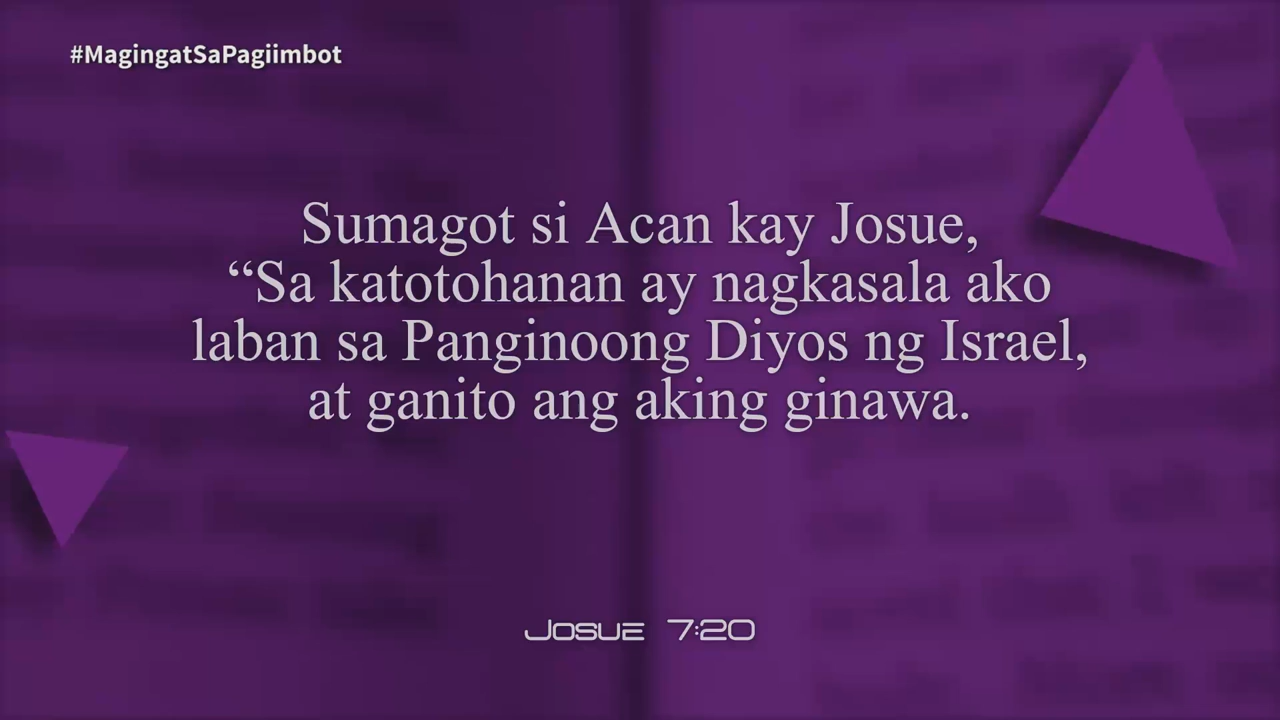 #MagingatSaPagiimbot
Sumagot si Acan kay Josue,
“Sa katotohanan ay nagkasala ako
laban sa Panginoong Diyos ng Israel,
at ganito ang aking ginawa.
Josue 7:20